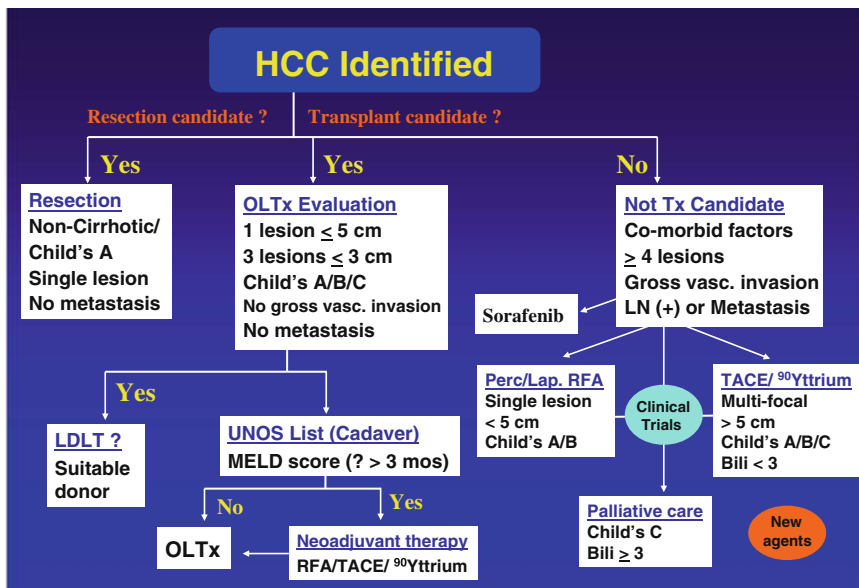 HCC Identified
Resection candidate ?
Transplant candidate ?
Yes
Yes
No
Resection
Non-Cirrhotic/
Child's A
Single lesion
No metastasis
OLTx Evaluation
1 lesion ≤ 5 cm
3 lesions ≤ 3 cm
Child's A/B/C
No gross vasc. invasion
No metastasis
Not Tx Candidate
Co-morbid factors
≥ 4 lesions
Gross vasc. invasion
LN (+) or Metastasis
Sorafenib
Yes
LDLT ?
Suitable
donor
UNOS List (Cadaver)
MELD score (? > 3 mos)
No
Yes
OLTx
Neoadjuvant therapy
RFA/TACE/ ⁹⁰Yttrium
Perc/Lap. RFA
Single lesion
< 5 cm
Child's A/B
Clinical
Trials
TACE/ ⁹⁰Yttrium
Multi-focal
> 5 cm
Child's A/B/C
Bili < 3
Palliative care
Child's C
Bili ≥ 3
New
agents